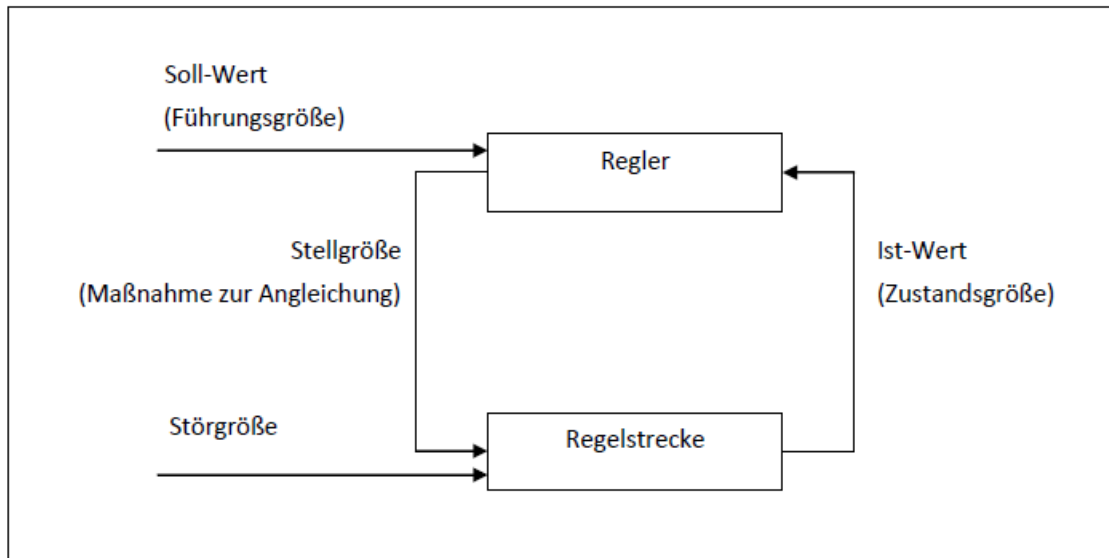 Soll-Wert
(Führungsgröße)
Regler
Stellgröße
(Maßnahme zur Angleichung)
Ist-Wert
(Zustandsgröße)
Störgröße
Regelstrecke